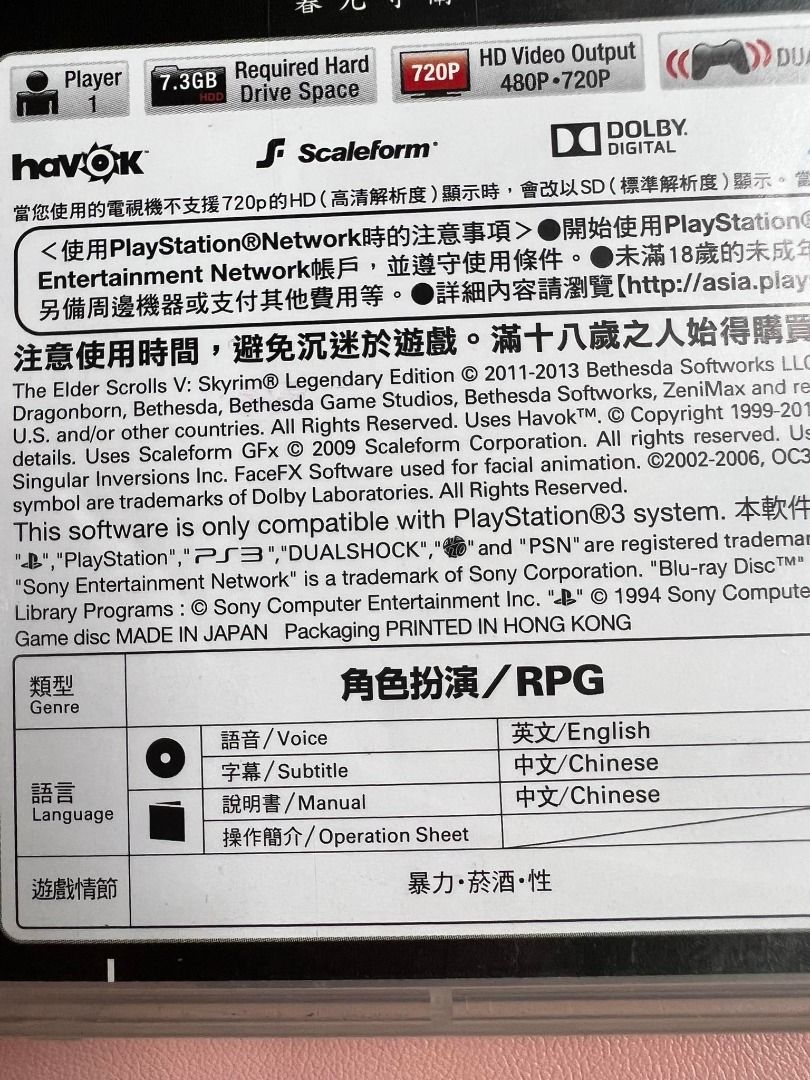 Player
1
7.3GB
HDD
Required Hard
Drive Space
720P
HD Video Output
480P•720P
havok
Scaleform
DOLBY.
DIGITAL
當您使用的電視機不支援720p的HD(高清解析度)顯示時,會改以SD(標準解析度)顯示。
<使用PlayStation®Network時的注意事項>●開始使用PlayStation®
Entertainment Network帳戶,並遵守使用條件。●未滿18歲的未成年
另備周邊機器或支付其他費用等。●詳細內容請瀏覽【http://asia.play
注意使用時間,避免沉迷於遊戲。滿十八歲之人始得購買
The Elder Scrolls V: Skyrim® Legendary Edition © 2011-2013 Bethesda Softworks LLC
Dragonborn, Bethesda, Bethesda Game Studios, Bethesda Softworks, ZeniMax and re
U.S. and/or other countries. All Rights Reserved. Uses Havok™. © Copyright 1999-201
details. Uses Scaleform GFx © 2009 Scaleform Corporation. All rights reserved. Us
Singular Inversions Inc. FaceFX Software used for facial animation. ©2002-2006, OC3
symbol are trademarks of Dolby Laboratories. All Rights Reserved.
This software is only compatible with PlayStation®3 system. 本軟件
" ","PlayStation","PS3","DUALSHOCK"," " and "PSN" are registered tradema
"Sony Entertainment Network" is a trademark of Sony Corporation. "Blu-ray Disc™"
Library Programs : © Sony Computer Entertainment Inc. " " © 1994 Sony Compute
Game disc MADE IN JAPAN Packaging PRINTED IN HONG KONG
類型
Genre
角色扮演/RPG
語言
Language
語音/Voice
英文/English
字幕/Subtitle
中文/Chinese
說明書/Manual
中文/Chinese
操作簡介/Operation Sheet
遊戲情節
暴力•菸酒•性